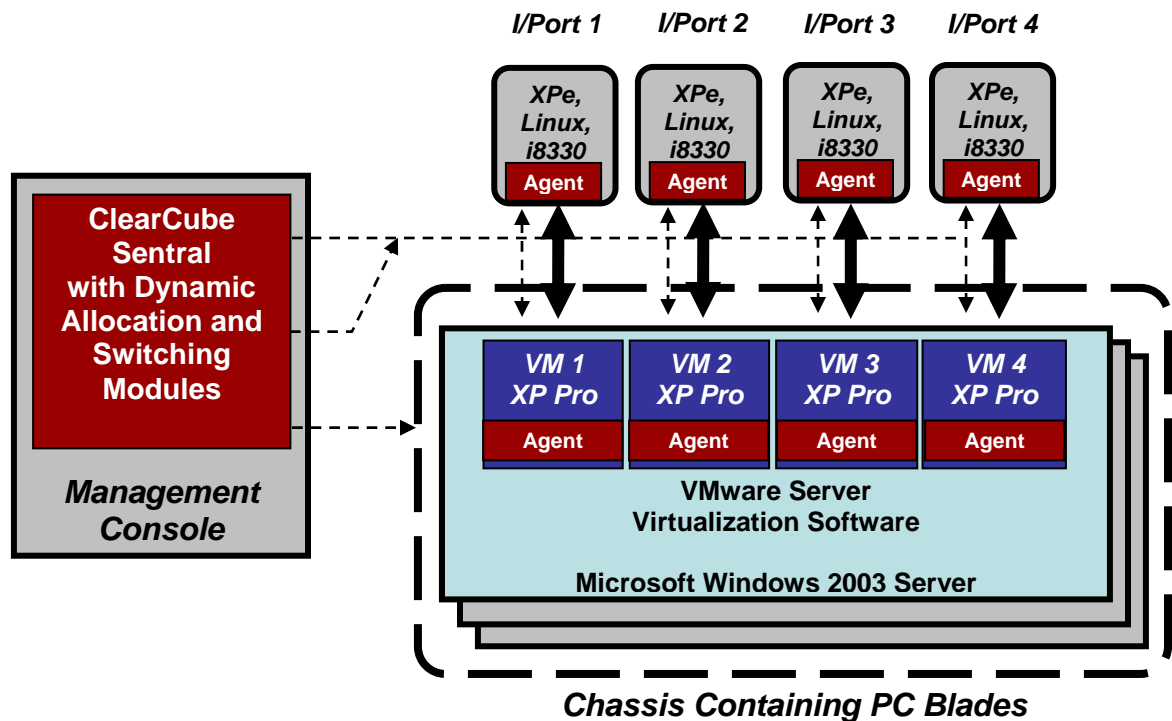 I/Port 1
I/Port 2
I/Port 3
I/Port 4
XPe,
Linux,
i8330
Agent
XPe,
Linux,
i8330
Agent
XPe,
Linux,
i8330
Agent
XPe,
Linux,
i8330
Agent
ClearCube
Sentral
with Dynamic
Allocation and
Switching
Modules
Management
Console
VM 1
XP Pro
Agent
VM 2
XP Pro
Agent
VM 3
XP Pro
Agent
VM 4
XP Pro
Agent
VMware Server
Virtualization Software
Microsoft Windows 2003 Server
Chassis Containing PC Blades